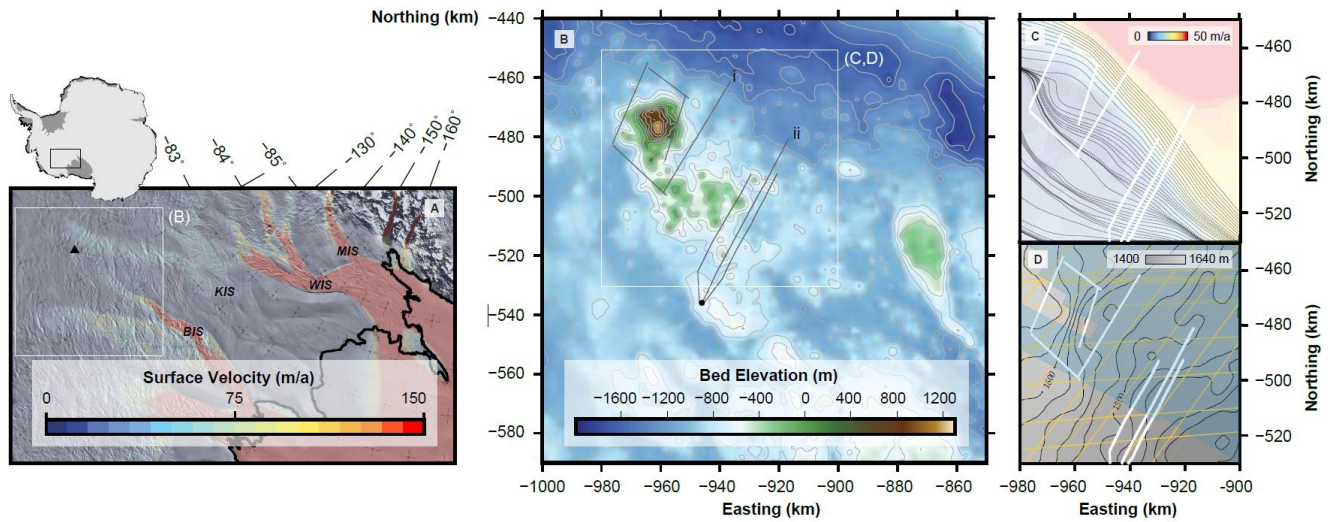 Northing (km)
−83°
−84°
−85°
−130°
−140°
−150°
−160°
A
(B)
MIS
WIS
KIS
BIS
Surface Velocity (m/a)
0
75
150
−440
−460
−480
−500
−520
−540
−560
−580
B
(C,D)
i
ii
Bed Elevation (m)
−1600 −1200 −800 −400 0 400 800 1200
−1000 −980 −960 −940 −920 −900 −880 −860
Easting (km)
C
0 50 m/a
−460
−480
−500
−520
Northing (km)
D
1400 1640 m
1600
1500
−460
−480
−500
−520
Northing (km)
−980 −960 −940 −920 −900
Easting (km)